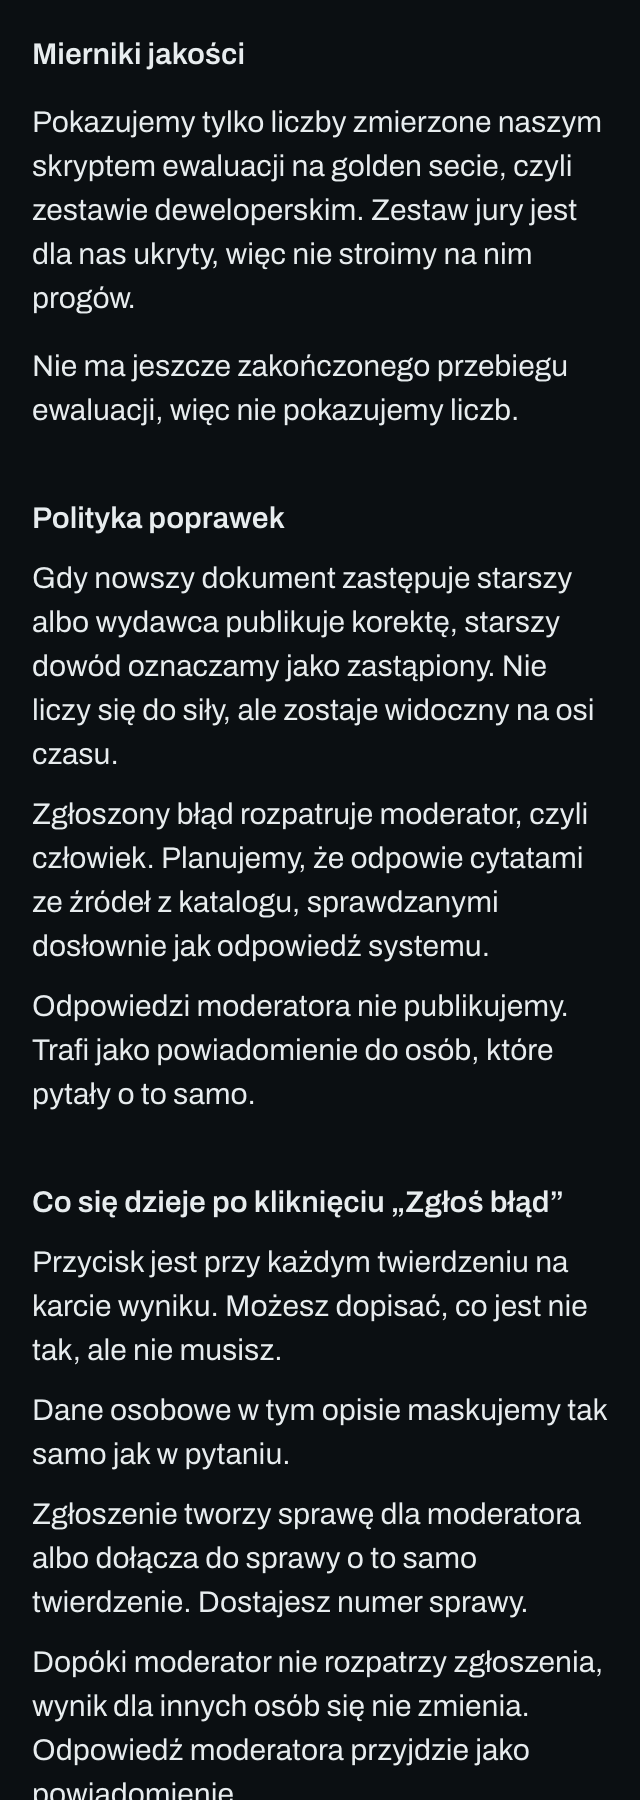 Mierniki jakości
Pokazujemy tylko liczby zmierzone naszym
skryptem ewaluacji na golden secie, czyli
zestawie deweloperskim. Zestaw jury jest
dla nas ukryty, więc nie stroimy na nim
progów.
Nie ma jeszcze zakończonego przebiegu
ewaluacji, więc nie pokazujemy liczb.
Polityka poprawek
Gdy nowszy dokument zastępuje starszy
albo wydawca publikuje korektę, starszy
dowód oznaczamy jako zastąpiony. Nie
liczy się do siły, ale zostaje widoczny na osi
czasu.
Zgłoszony błąd rozpatruje moderator, czyli
człowiek. Planujemy, że odpowie cytatami
ze źródeł z katalogu, sprawdzanymi
dosłownie jak odpowiedź systemu.
Odpowiedzi moderatora nie publikujemy.
Trafi jako powiadomienie do osób, które
pytały o to samo.
Co się dzieje po kliknięciu „Zgłoś błąd”
Przycisk jest przy każdym twierdzeniu na
karcie wyniku. Możesz dopisać, co jest nie
tak, ale nie musisz.
Dane osobowe w tym opisie maskujemy tak
samo jak w pytaniu.
Zgłoszenie tworzy sprawę dla moderatora
albo dołącza do sprawy o to samo
twierdzenie. Dostajesz numer sprawy.
Dopóki moderator nie rozpatrzy zgłoszenia,
wynik dla innych osób się nie zmienia.
Odpowiedź moderatora przyjdzie jako
powiadomienie